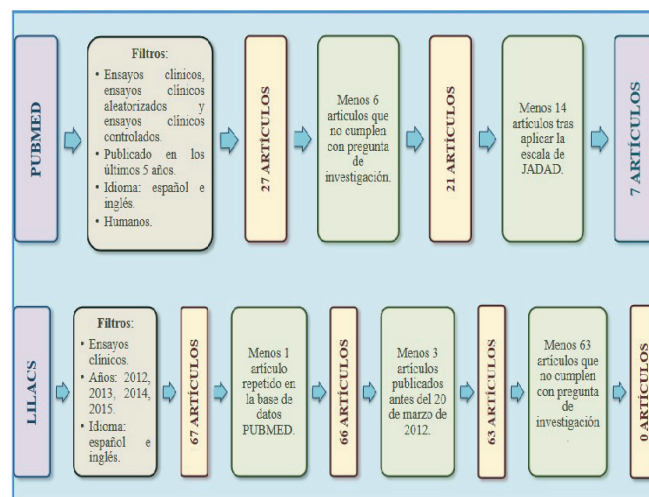 PUBMED
Filtros:
• Ensayos clínicos,
ensayos clínicos
aleatorizados y
ensayos clínicos
controlados.
• Publicado en los
últimos 5 años.
• Idioma: español e
inglés.
• Humanos.
27 ARTÍCULOS
Menos 6
artículos que
no cumplen
con pregunta
de
investigación.
21 ARTÍCULOS
Menos 14
artículos tras
aplicar la
escala de
JADAD.
7 ARTÍCULOS
LILACS
Filtros:
• Ensayos
clínicos.
• Años: 2012,
2013, 2014,
2015.
• Idioma:
español e
inglés.
67 ARTÍCULOS
Menos 1
artículo
repetido en
la base de
datos
PUBMED.
66 ARTÍCULOS
Menos 3
artículos
publicados
antes del 20
de marzo de
2012.
63 ARTÍCULOS
Menos 63
artículos que
no cumplen
con pregunta
de
investigación
.
0 ARTÍCULOS